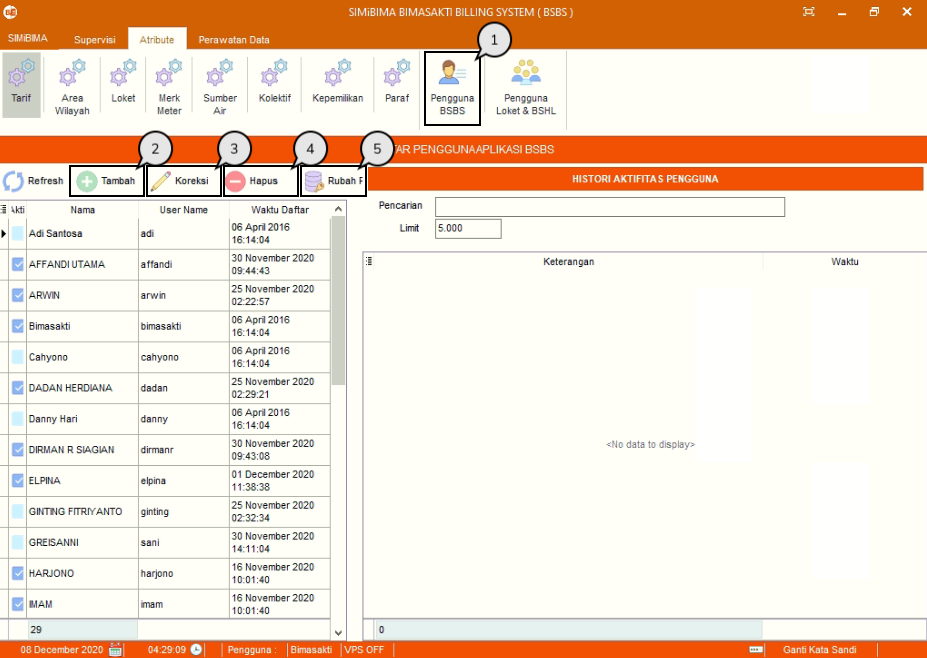 SIMiBIMA BIMASAKTI BILLING SYSTEM ( BSBS )
SIMiBIMA Supervisi Atribute Perawatan Data
1
Tarif
Area
Wilayah
Loket
Merk
Meter
Sumber
Air
Kolektif
Kepemilikan
Paraf
Pengguna
BSBS
Pengguna
Loket & BSHL
2 3 4 5
TAR PENGGUNAAPLIKASI BSBS
Refresh Tambah Koreksi Hapus Rubah P
HISTORI AKTIFITAS PENGGUNA
Pencarian
Limit 5.000
Akti Nama User Name Waktu Daftar
Keterangan Waktu
Adi Santosa adi 06 April 2016
16:14:04
AFFANDI UTAMA affandi 30 November 2020
09:44:43
ARWIN arwin 25 November 2020
02:22:57
Bimasakti bimasakti 06 April 2016
16:14:04
Cahyono cahyono 06 April 2016
16:14:04
DADAN HERDIANA dadan 25 November 2020
02:29:21
Danny Hari danny 06 April 2016
16:14:04
DIRMAN R SIAGIAN dirmanr 30 November 2020
09:43:08
ELPINA elpina 01 December 2020
11:38:38
GINTING FITRIYANTO ginting 25 November 2020
02:32:34
GREISANNI sani 30 November 2020
14:11:04
HARJONO harjono 16 November 2020
10:01:40
IMAM imam 16 November 2020
10:01:40
<No data to display>
29
0
08 December 2020 04:29:09 Pengguna : Bimasakti VPS OFF Ganti Kata Sandi